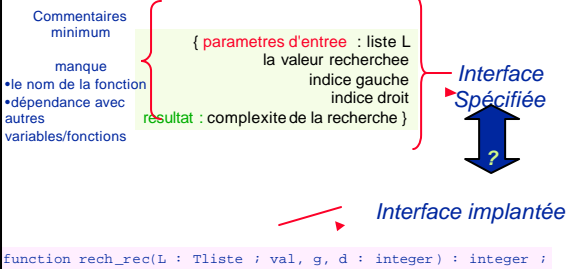 Commentaires
minimum
manque
•le nom de la fonction
•dépendance avec
autres
variables/fonctions
{ parametres d'entree : liste L
la valeur recherchee
indice gauche
indice droit
resultat : complexite de la recherche }
Interface
Spécifiée
?
Interface implantée
function rech_rec(L : Tliste ; val, g, d : integer) : integer ;